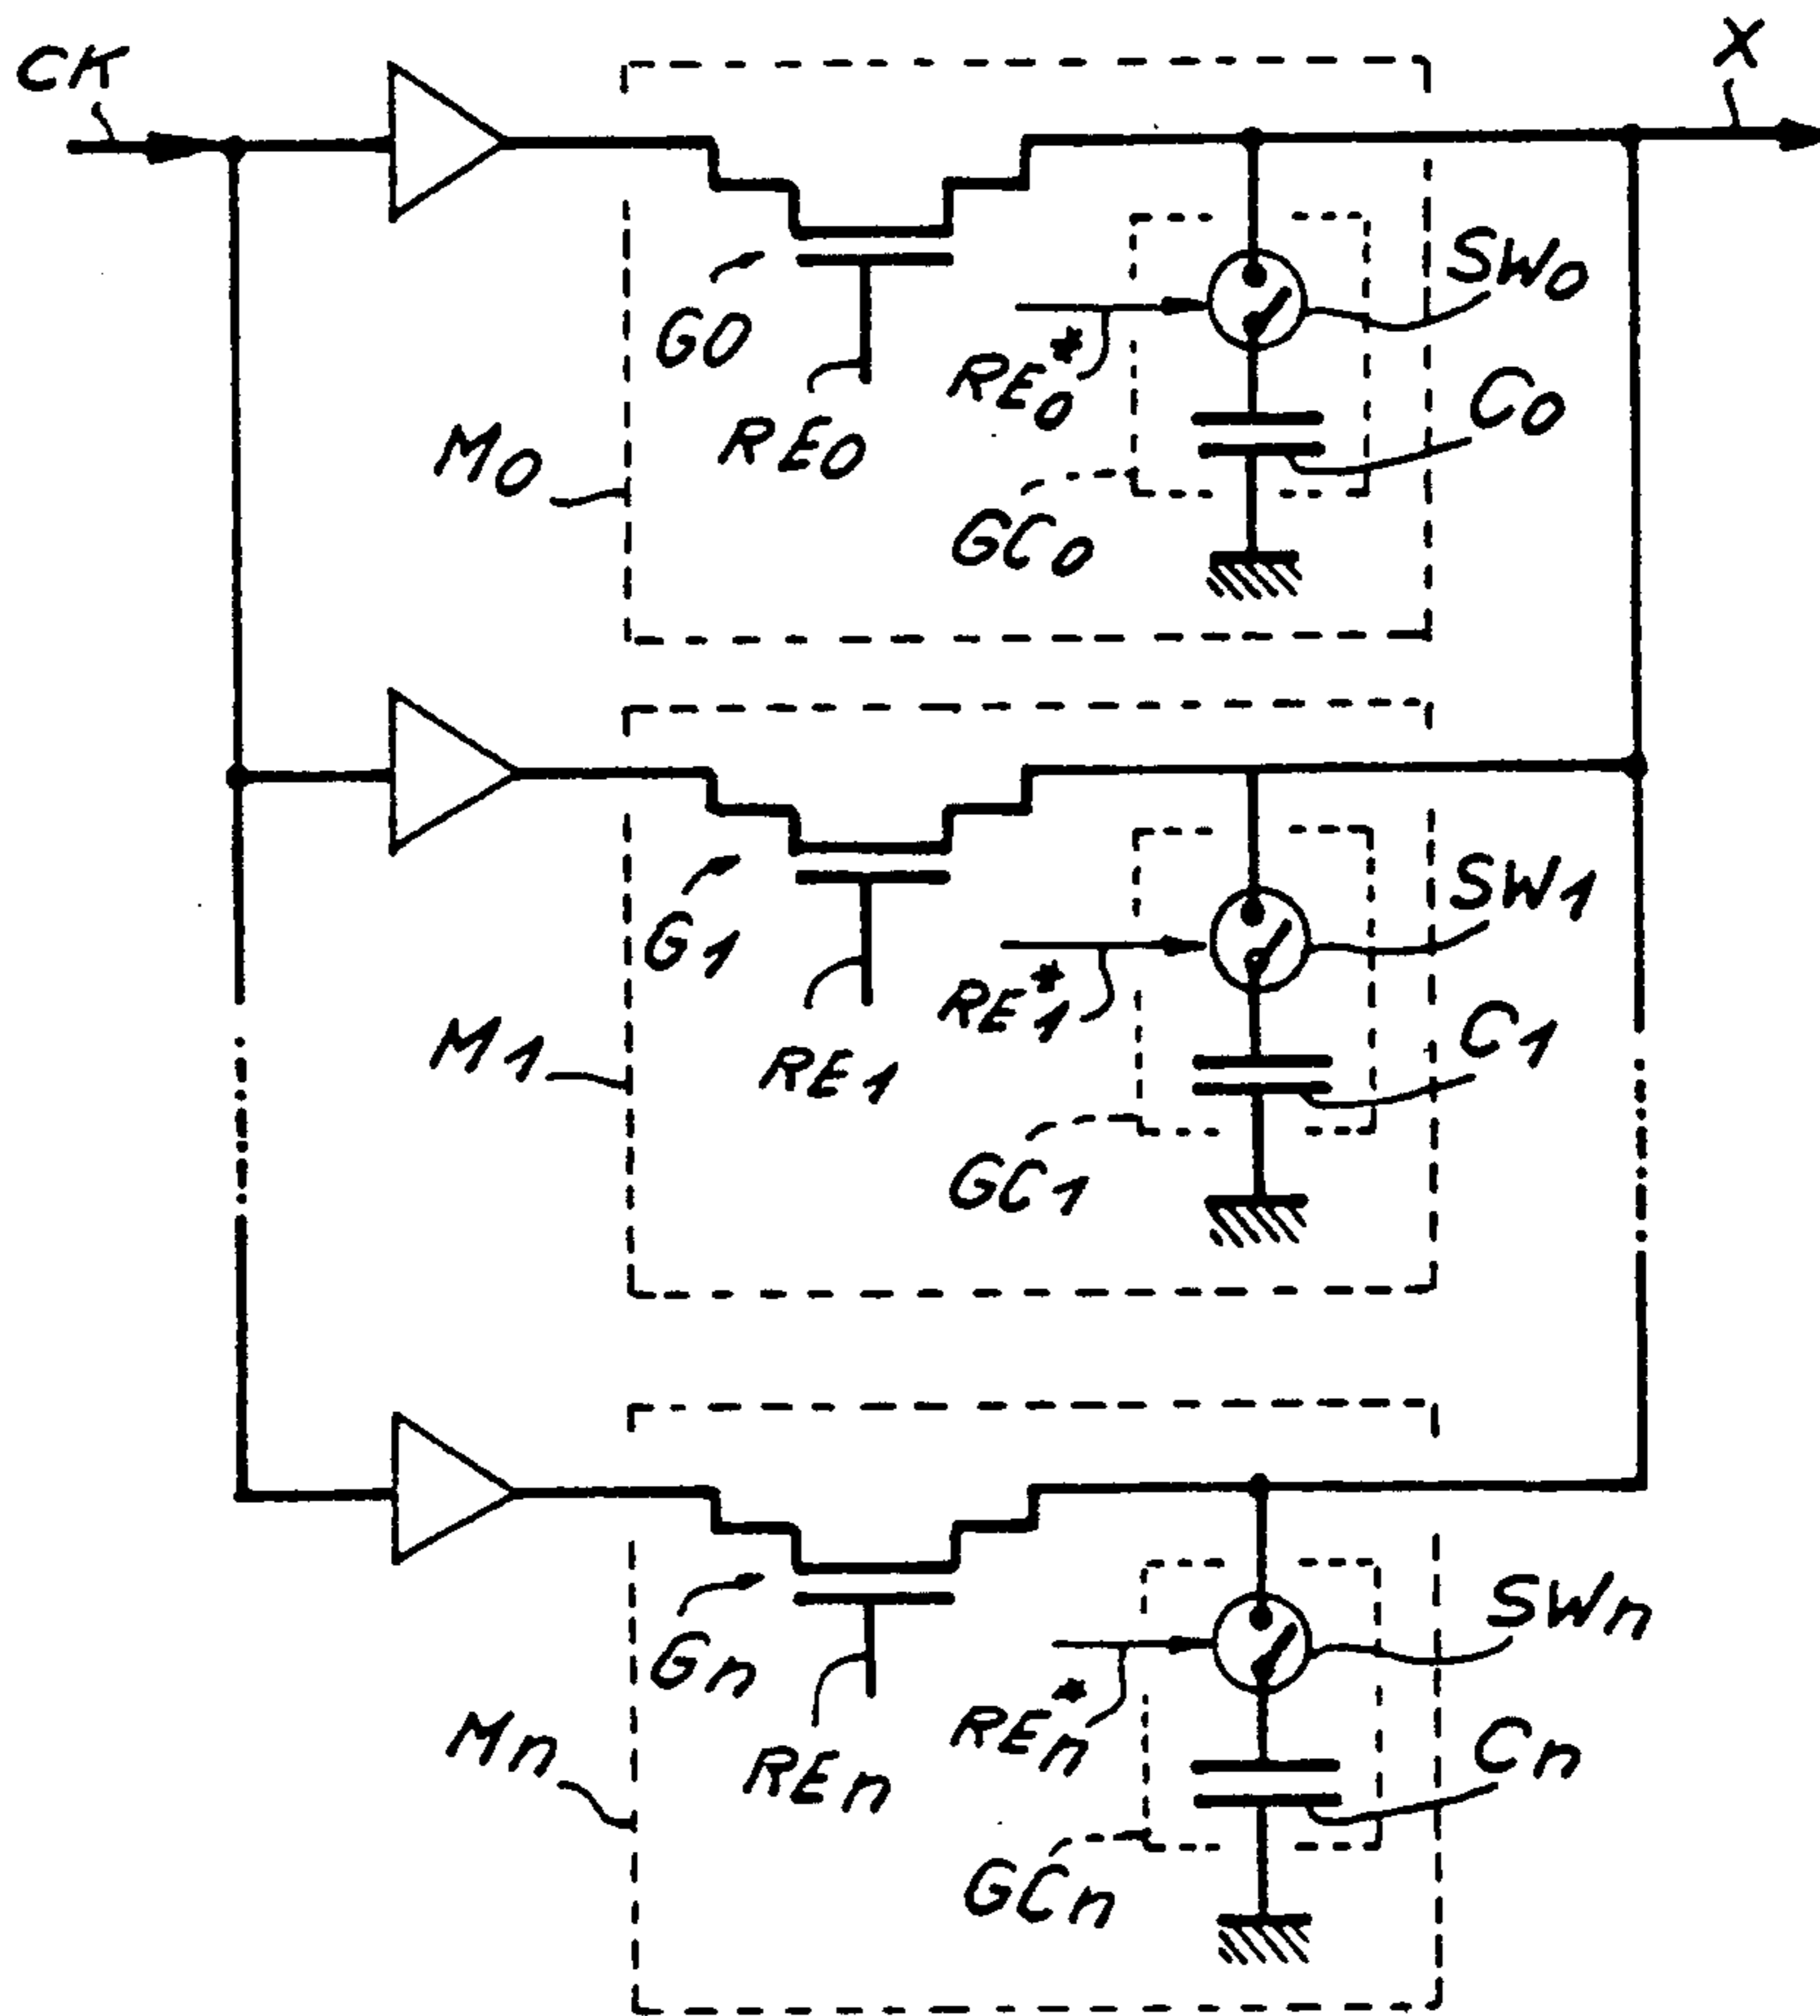 CK
X
G0
RE0
RE0*
SW0
C0
M0
GC0
G1
RE1
RE1*
SW1
C1
M1
GC1
Gn
REn
REn*
SWn
Cn
Mn
GCn